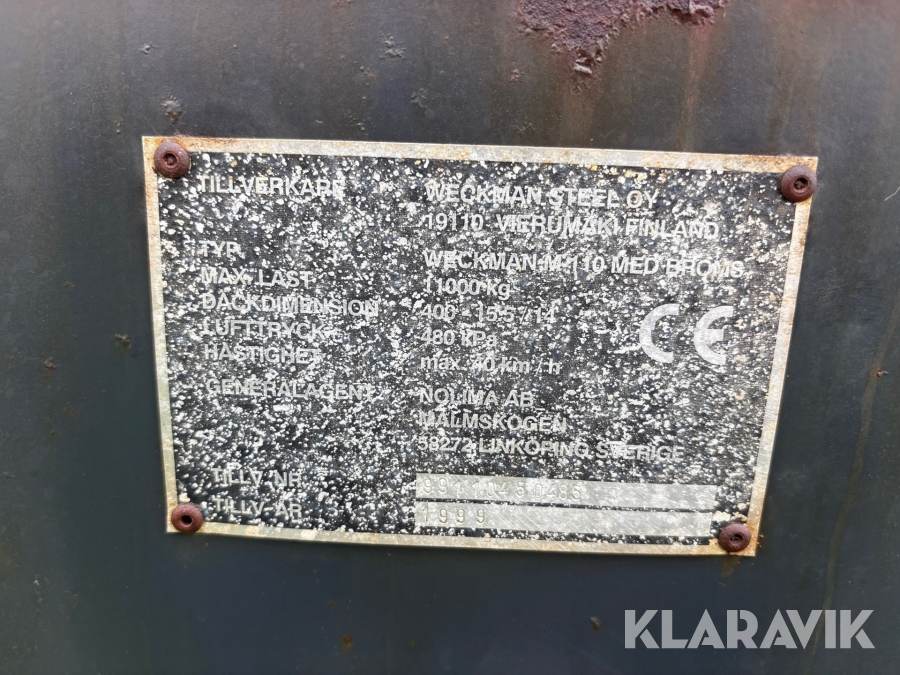 TILLVERKARE WECKMAN STEEL OY
19110 VIERUMÄKI FINLAND
TYP WECKMAN M-110 MED BROMS
MAX. LAST 11000 kg
DÄCKDIMENSION 400 - 15.5 /14
LUFTTRYCK 480 kPa
HASTIGHET max. 40 km / h
CE
GENERALAGENT NOLIMA AB
MALMSKOGEN
58272 LINKÖPING SVERIGE
TILLV. NR.
TILLV. ÅR. 1999
KLARAVIK